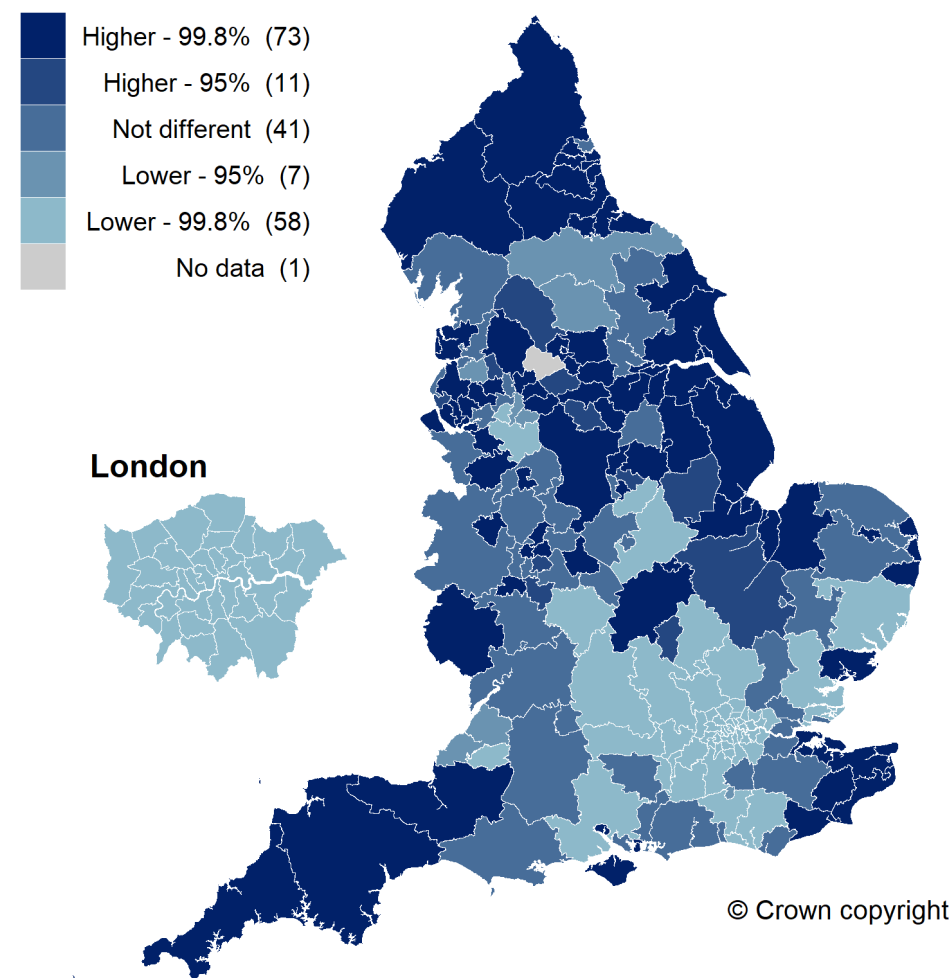 Higher - 99.8% (73)
Higher - 95% (11)
Not different (41)
Lower - 95% (7)
Lower - 99.8% (58)
No data (1)
London
© Crown copyright